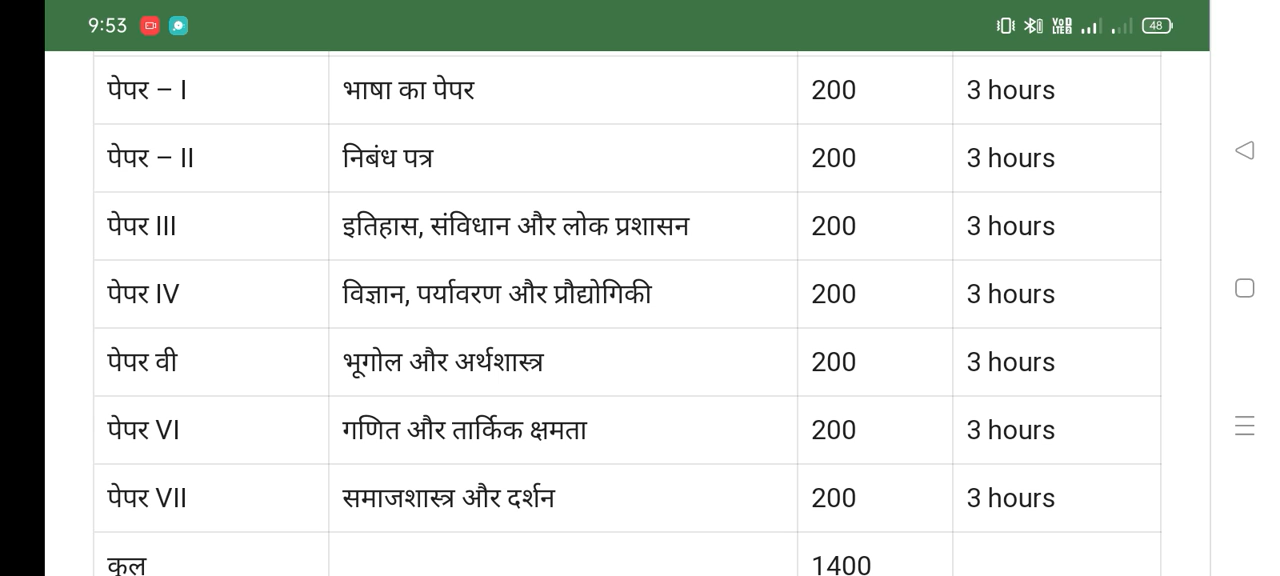 9:53
VoD
LTE2
48
पेपर – I भाषा का पेपर 200 3 hours
पेपर – II निबंध पत्र 200 3 hours
पेपर III इतिहास, संविधान और लोक प्रशासन 200 3 hours
पेपर IV विज्ञान, पर्यावरण और प्रौद्योगिकी 200 3 hours
पेपर वी भूगोल और अर्थशास्त्र 200 3 hours
पेपर VI गणित और तार्किक क्षमता 200 3 hours
पेपर VII समाजशास्त्र और दर्शन 200 3 hours
कुल 1400